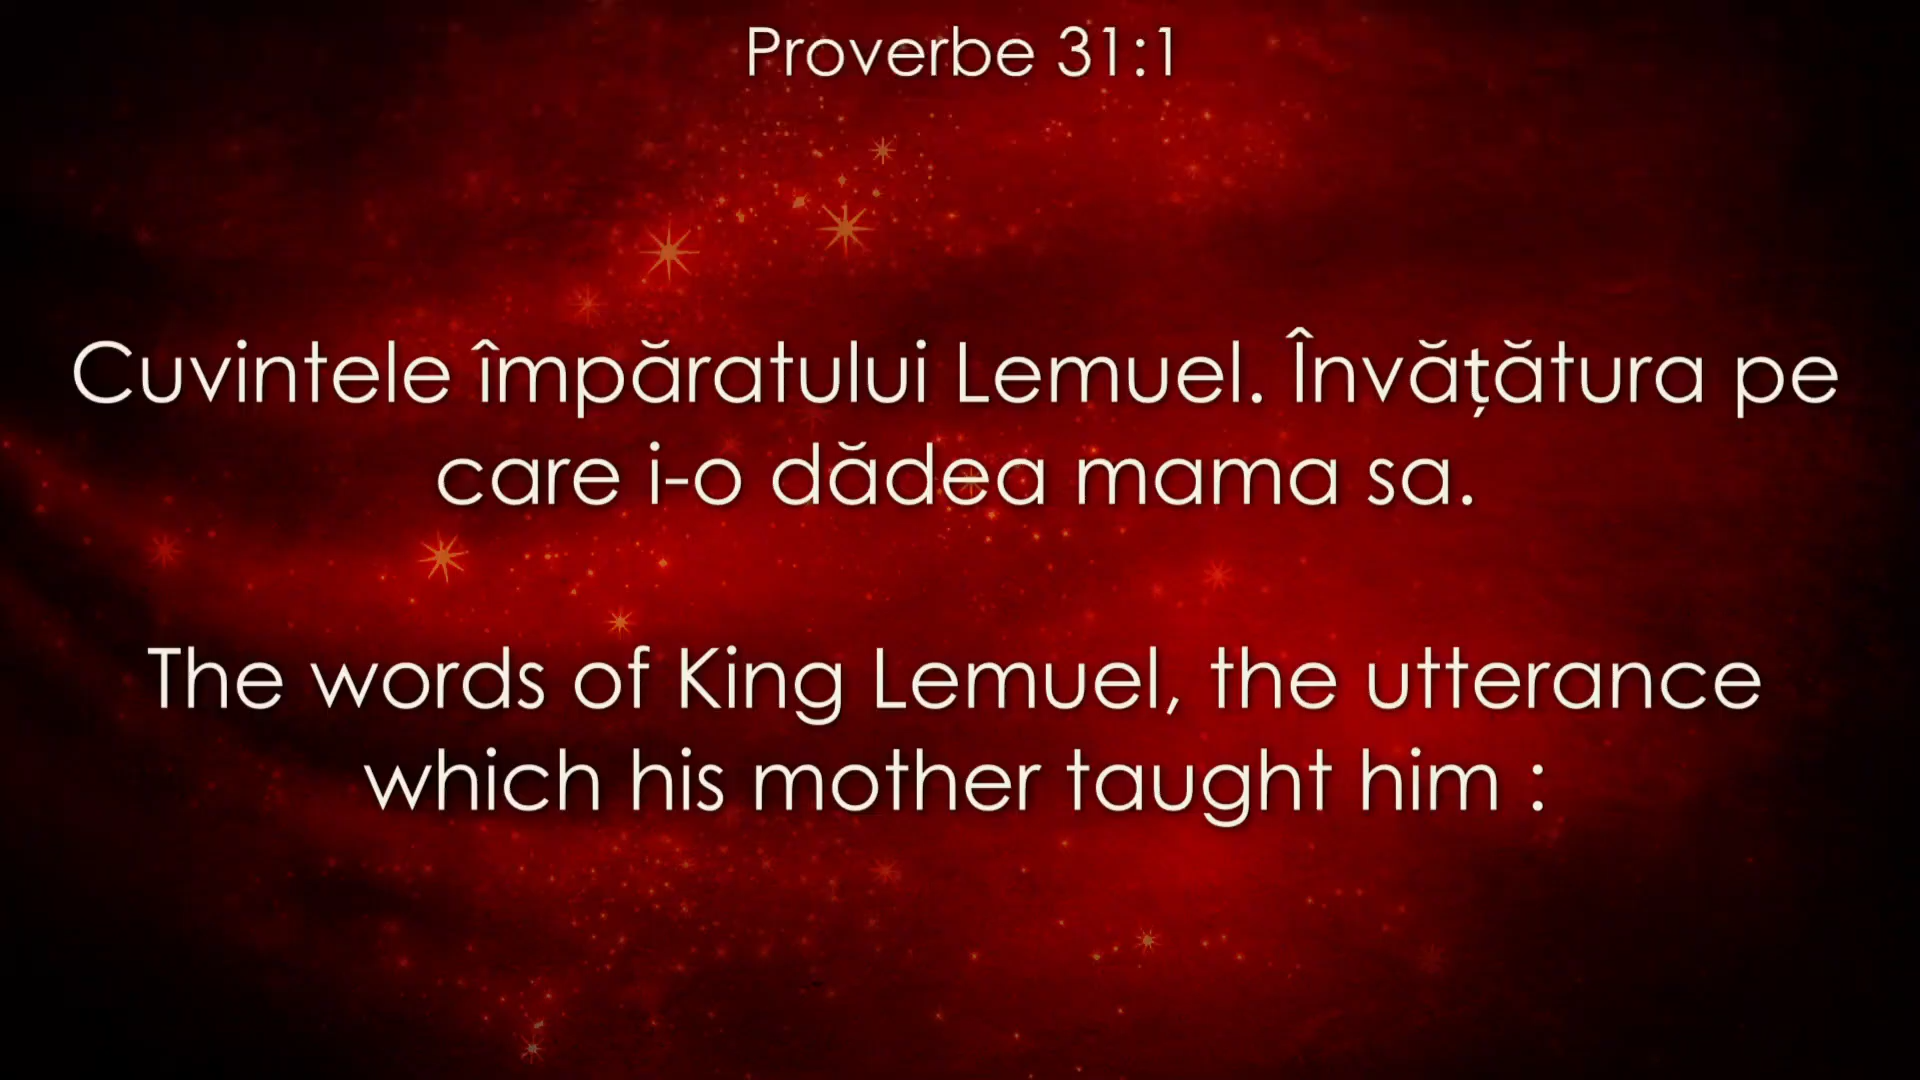 Proverbe 31:1
Cuvintele împăratului Lemuel. Învățătura pe
care i-o dădea mama sa.
The words of King Lemuel, the utterance
which his mother taught him :